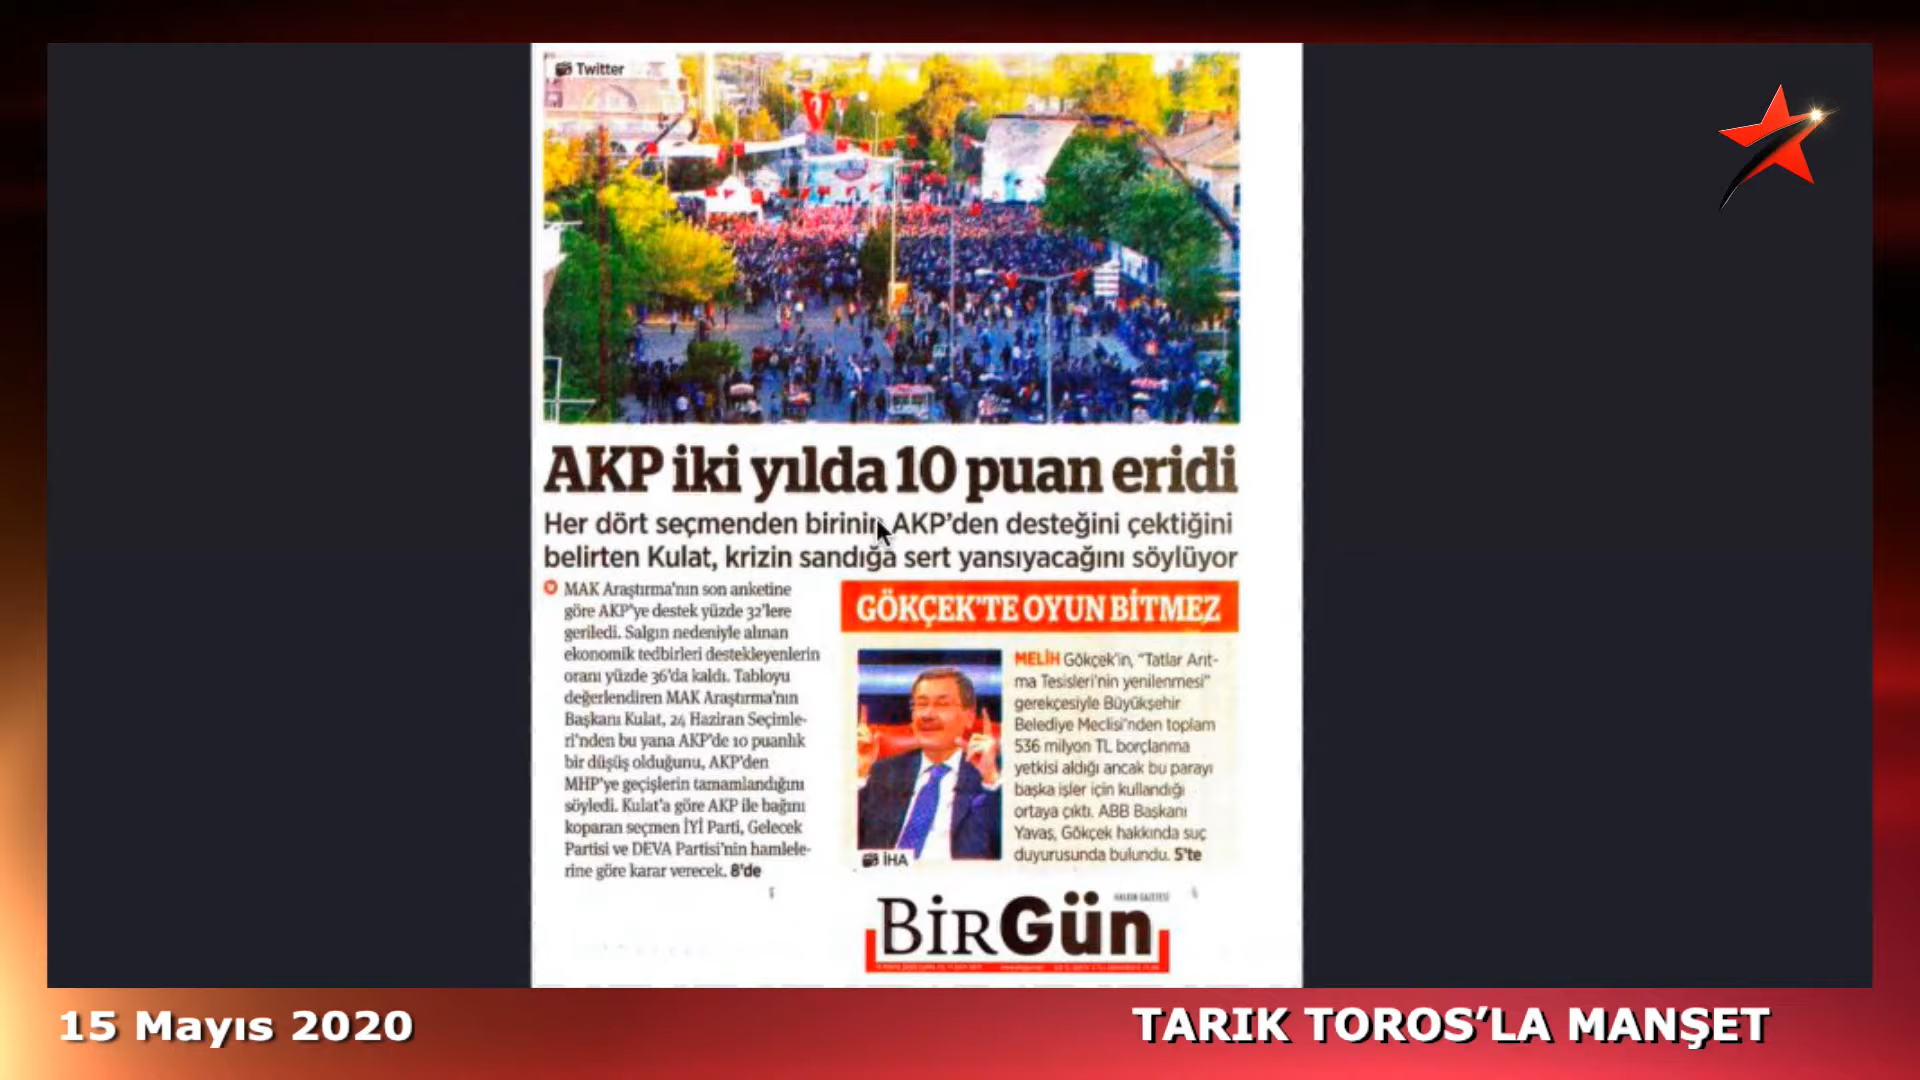 Twitter
AKP iki yılda 10 puan eridi
Her dört seçmenden birinin AKP’den desteğini çektiğini
belirten Kulat, krizin sandığa sert yansıyacağını söylüyor
MAK Araştırma’nın son anketine
göre AKP’ye destek yüzde 32’lere
geriledi. Salgın nedeniyle alınan
ekonomik tedbirleri destekleyenlerin
oranı yüzde 36’da kaldı. Tabloyu
değerlendiren MAK Araştırma’nın
Başkanı Kulat, 24 Haziran Seçimle-
ri’nden bu yana AKP’de 10 puanlık
bir düşüş olduğunu, AKP’den
MHP’ye geçişlerin tamamlandığını
söyledi. Kulat’a göre AKP ile bağını
koparan seçmen İYİ Parti, Gelecek
Partisi ve DEVA Partisi’nin hamlele-
rine göre karar verecek. 8’de
GÖKÇEK’TE OYUN BİTMEZ
MELİH Gökçek’in, “Tatlar Arıt-
ma Tesisleri’nin yenilenmesi”
gerekçesiyle Büyükşehir
Belediye Meclisi’nden toplam
536 milyon TL borçlanma
yetkisi aldığı ancak bu parayı
başka işler için kullandığı
ortaya çıktı. ABB Başkanı
Yavaş, Gökçek hakkında suç
duyurusunda bulundu. 5’te
İHA
HALKIN GAZETESİ
BİRGün
15 Mayıs 2020
TARIK TOROS’LA MANŞET